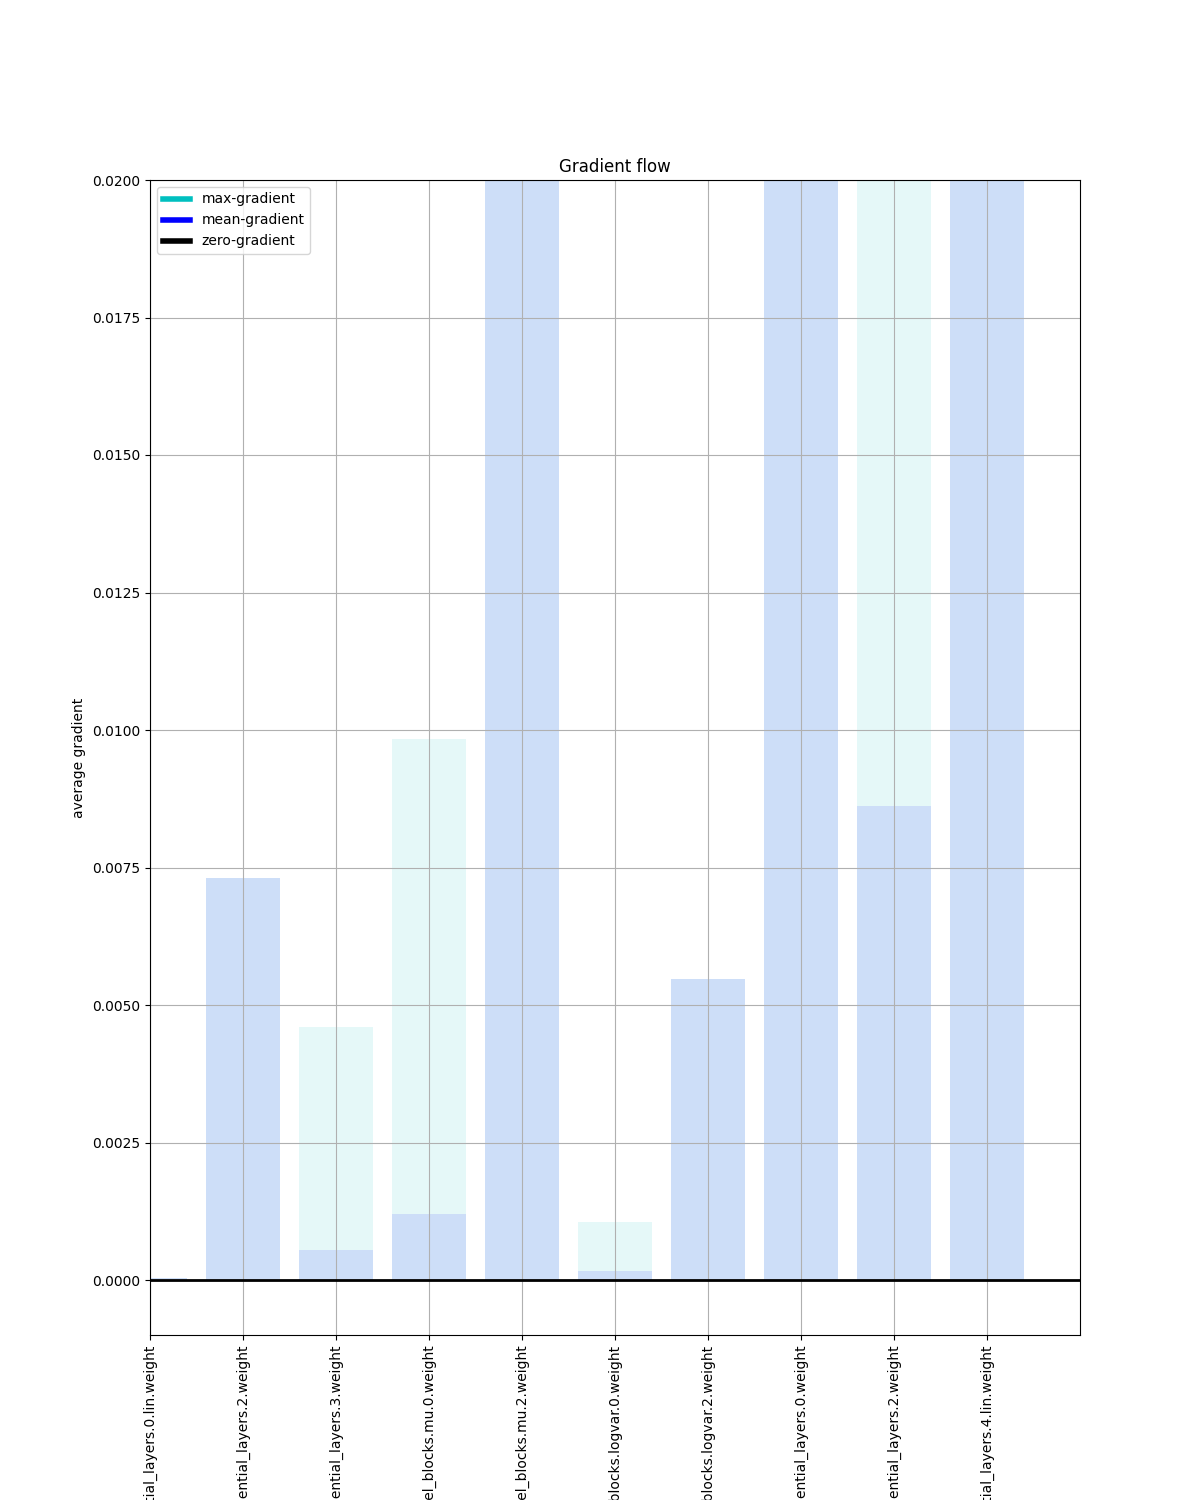 Gradient flow
max-gradient
mean-gradient
zero-gradient
0.0200
0.0175
0.0150
0.0125
0.0100
0.0075
0.0050
0.0025
0.0000
average gradient
tial_layers.0.lin.weight
ential_layers.2.weight
ential_layers.3.weight
el_blocks.mu.0.weight
el_blocks.mu.2.weight
blocks.logvar.0.weight
blocks.logvar.2.weight
ential_layers.0.weight
ential_layers.2.weight
tial_layers.4.lin.weight